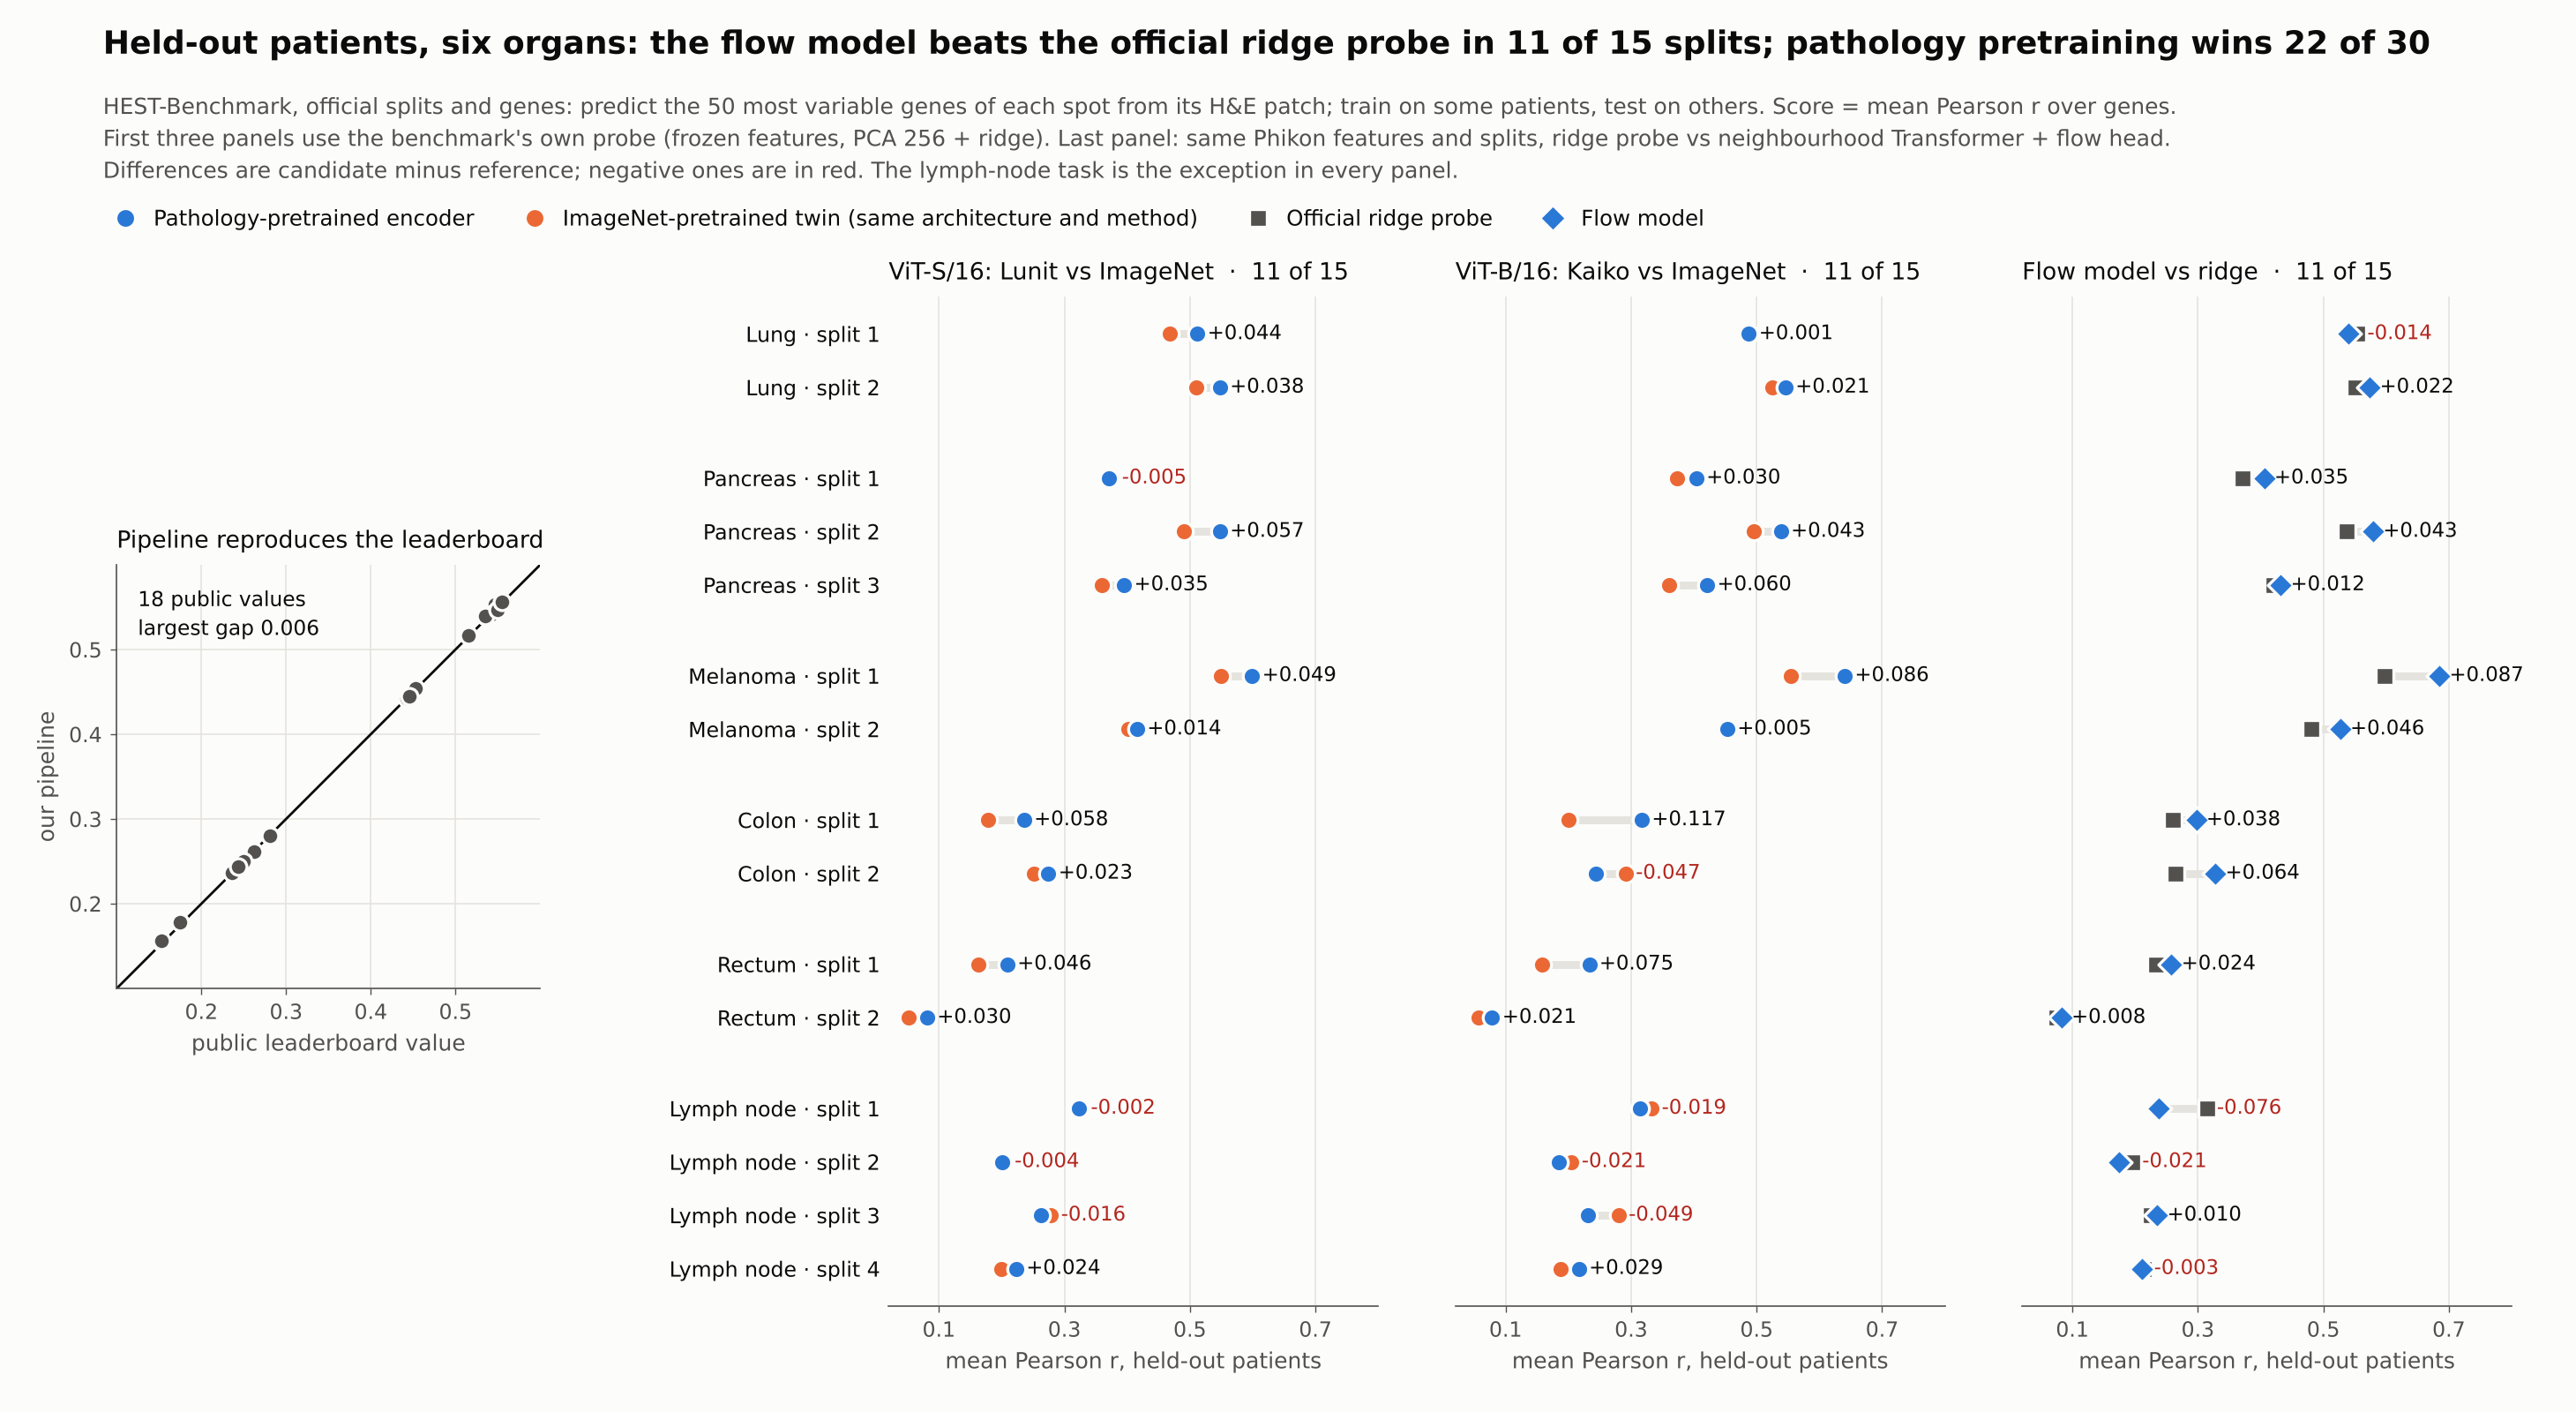 Held-out patients, six organs: the flow model beats the official ridge probe in 11 of 15 splits; pathology pretraining wins 22 of 30
HEST-Benchmark, official splits and genes: predict the 50 most variable genes of each spot from its H&E patch; train on some patients, test on others. Score = mean Pearson r over genes.
First three panels use the benchmark's own probe (frozen features, PCA 256 + ridge). Last panel: same Phikon features and splits, ridge probe vs neighbourhood Transformer + flow head.
Differences are candidate minus reference; negative ones are in red. The lymph-node task is the exception in every panel.
Pathology-pretrained encoder
ImageNet-pretrained twin (same architecture and method)
Official ridge probe
Flow model
Pipeline reproduces the leaderboard
18 public values
largest gap 0.006
our pipeline
0.5
0.4
0.3
0.2
0.2 0.3 0.4 0.5
public leaderboard value
ViT-S/16: Lunit vs ImageNet · 11 of 15
ViT-B/16: Kaiko vs ImageNet · 11 of 15
Flow model vs ridge · 11 of 15
Lung · split 1 +0.044 +0.001 -0.014
Lung · split 2 +0.038 +0.021 +0.022
Pancreas · split 1 -0.005 +0.030 +0.035
Pancreas · split 2 +0.057 +0.043 +0.043
Pancreas · split 3 +0.035 +0.060 +0.012
Melanoma · split 1 +0.049 +0.086 +0.087
Melanoma · split 2 +0.014 +0.005 +0.046
Colon · split 1 +0.058 +0.117 +0.038
Colon · split 2 +0.023 -0.047 +0.064
Rectum · split 1 +0.046 +0.075 +0.024
Rectum · split 2 +0.030 +0.021 +0.008
Lymph node · split 1 -0.002 -0.019 -0.076
Lymph node · split 2 -0.004 -0.021 -0.021
Lymph node · split 3 -0.016 -0.049 +0.010
Lymph node · split 4 +0.024 +0.029 -0.003
0.1 0.3 0.5 0.7
mean Pearson r, held-out patients
0.1 0.3 0.5 0.7
mean Pearson r, held-out patients
0.1 0.3 0.5 0.7
mean Pearson r, held-out patients